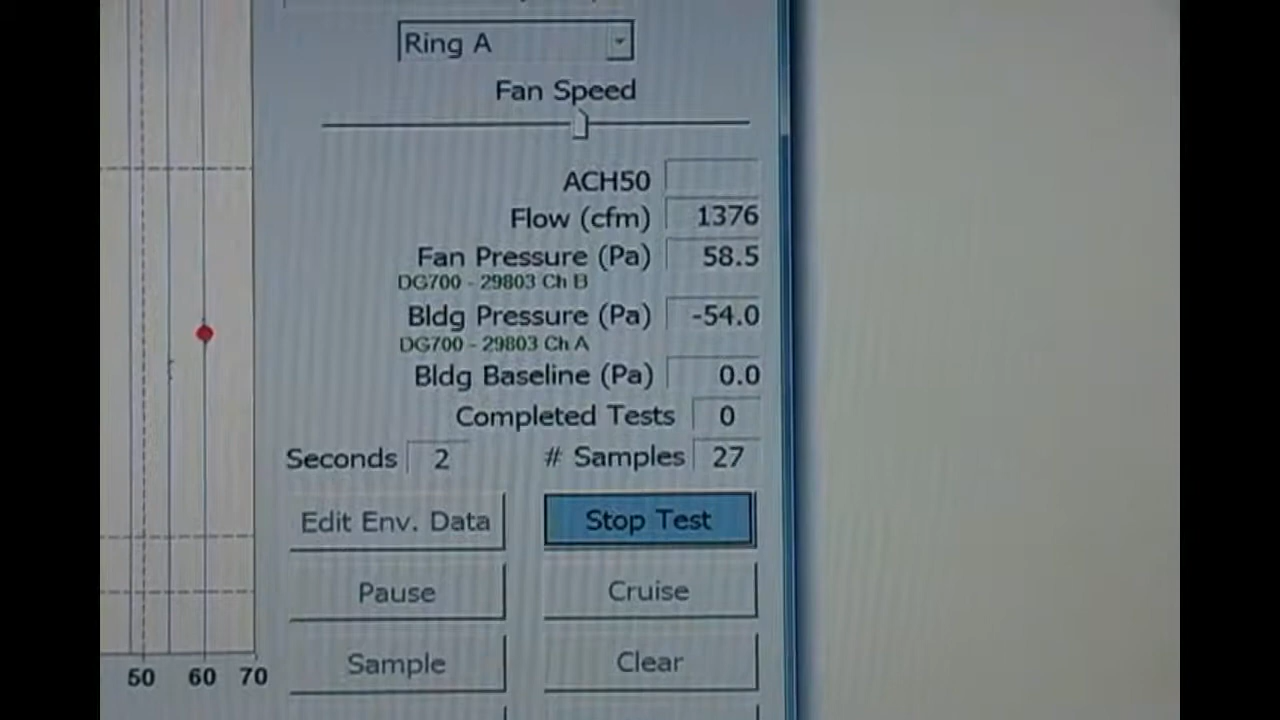 Ring A
Fan Speed
ACH50
Flow (cfm) 1376
Fan Pressure (Pa) 58.5
DG700 - 29803 Ch B
Bldg Pressure (Pa) -54.0
DG700 - 29803 Ch A
Bldg Baseline (Pa) 0.0
Completed Tests 0
Seconds 2 # Samples 27
Edit Env. Data Stop Test
Pause Cruise
Sample Clear
50 60 70